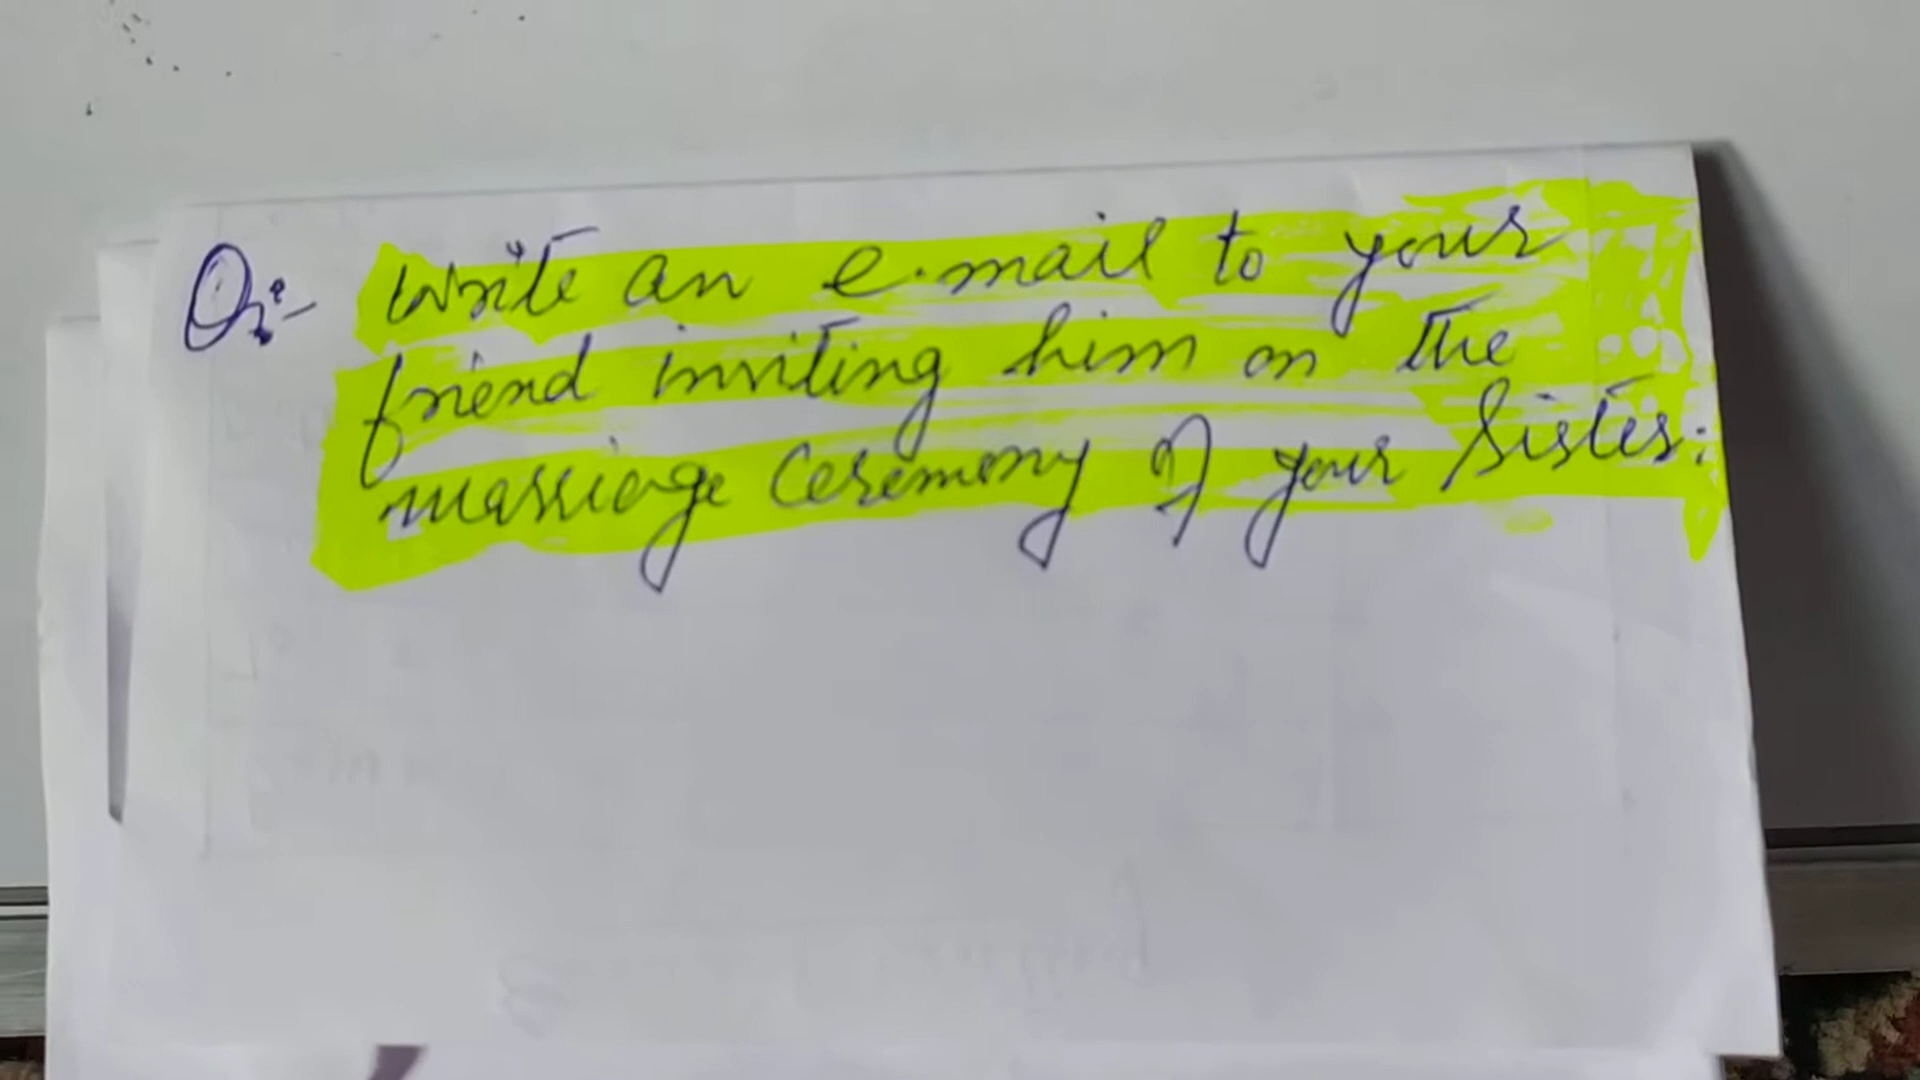 Q:- Write an e.mail to your
friend inviting him on the
marriage ceremony of your sister.